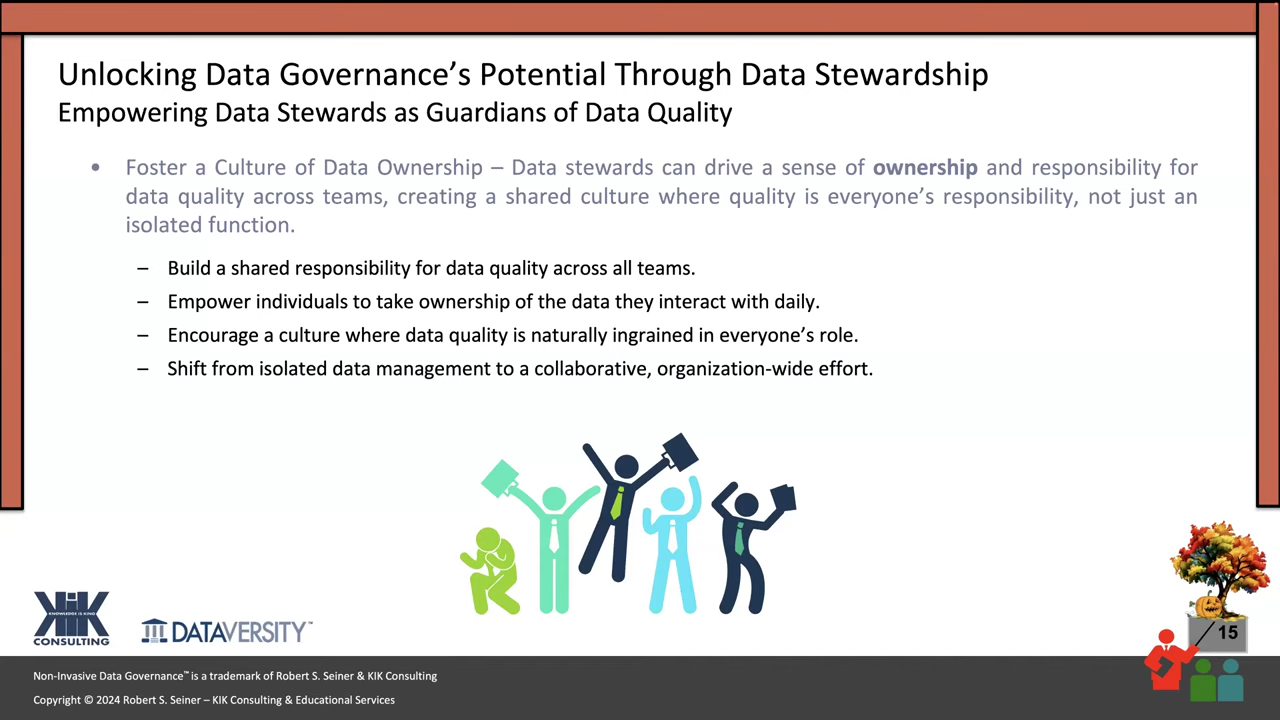 Unlocking Data Governance’s Potential Through Data Stewardship
Empowering Data Stewards as Guardians of Data Quality
• Foster a Culture of Data Ownership – Data stewards can drive a sense of ownership and responsibility for
data quality across teams, creating a shared culture where quality is everyone’s responsibility, not just an
isolated function.
– Build a shared responsibility for data quality across all teams.
– Empower individuals to take ownership of the data they interact with daily.
– Encourage a culture where data quality is naturally ingrained in everyone’s role.
– Shift from isolated data management to a collaborative, organization-wide effort.
KIK
KNOWLEDGE IS KING
CONSULTING
DATAVERSITY™
15
Non-Invasive Data Governance™ is a trademark of Robert S. Seiner & KIK Consulting
Copyright © 2024 Robert S. Seiner – KIK Consulting & Educational Services